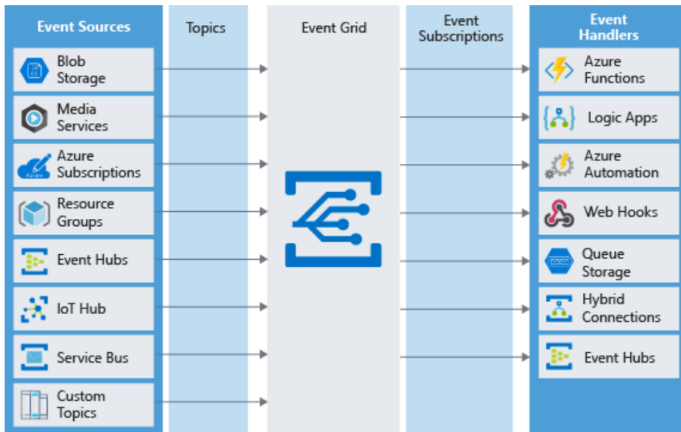 Event Sources
Topics
Event Grid
Event
Subscriptions
Event
Handlers
Blob
Storage
Media
Services
Azure
Subscriptions
Resource
Groups
Event Hubs
IoT Hub
Service Bus
Custom
Topics
Azure
Functions
Logic Apps
Azure
Automation
Web Hooks
Queue
Storage
Hybrid
Connections
Event Hubs